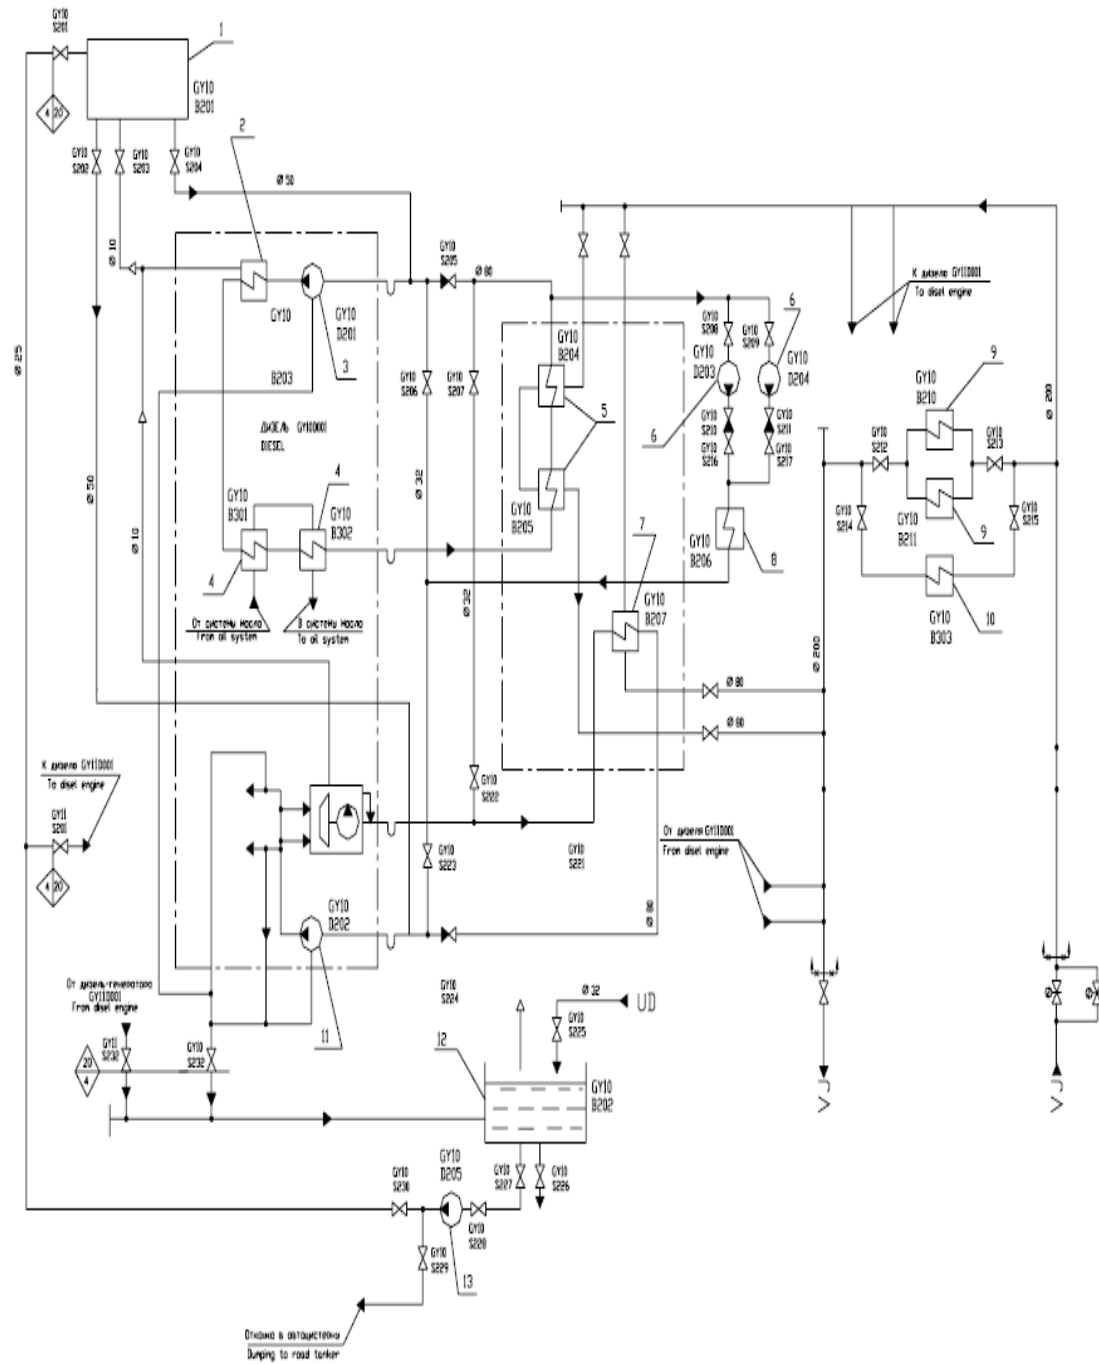 GY10
S201
1
GY10
B201
4 20
GY10
S202
GY10
S203
GY10
S204
2
Ø 50
Ø 10
Ø 25
GY10
S205
Ø 80
К дизелю GY11D001
To disel engine
GY10
GY10
D201
B203
3
GY10
B204
GY10
S208
GY10
S209
6
GY10
D203
GY10
D204
Ø 200
9
GY10
B210
GY10
S206
GY10
S207
ДИЗЕЛЬ GY10D001
DIESEL
5
6
GY10
S210
GY10
S211
GY10
S216
GY10
S217
GY10
S212
GY10
S213
Ø 50
Ø 32
4
GY10
B301
GY10
B302
GY10
B205
7
GY10
B206
8
GY10
S214
GY10
S215
GY10
B211
9
Ø 10
4
Ø 32
GY10
B207
GY10
B303
10
От системы масла
From oil system
В систему масла
To oil system
Ø 200
Ø 80
Ø 80
К дизелю GY11D001
To disel engine
GY11
S201
4 20
GY10
S222
GY10
S223
GY10
S221
От дизеля GY11D001
From disel engine
GY10
D202
Ø 80
От дизель-генератора
GY11D001
From disel engine
GY11
S232
GY10
S232
20
4
11
GY10
S224
Ø 32
UD
GY10
S225
12
GY10
B202
VJ
VJ
GY10
D205
GY10
S227
GY10
S226
GY10
S230
GY10
S228
GY10
S229
13
Откачка в автоцистерны
Dumping to road tanker